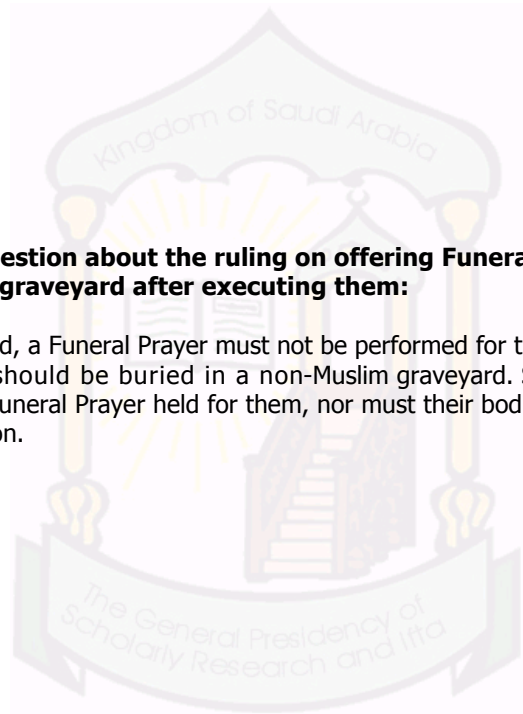 Kingdom of Saudi Arabia
estion about the ruling on offering Funera
graveyard after executing them:
d, a Funeral Prayer must not be performed for t
should be buried in a non-Muslim graveyard. S
uneral Prayer held for them, nor must their bod
on.
The General Presidency of
Scholarly Research and Ifta